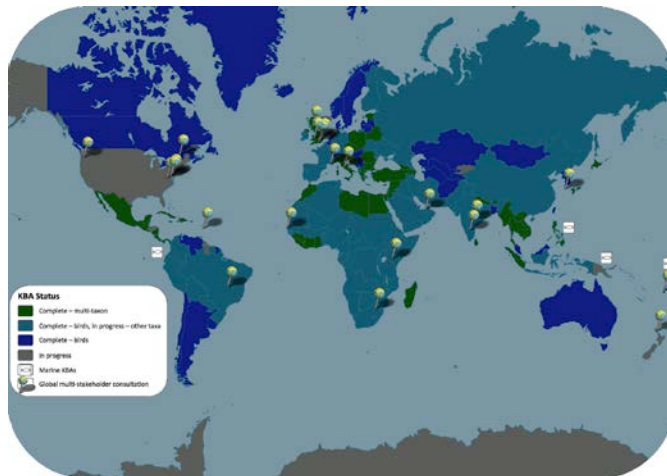 KBA Status
Complete – multi-taxon
Complete – birds, in progress – other taxa
Complete – birds
In progress
Marine KBAs
Global multi-stakeholder consultation